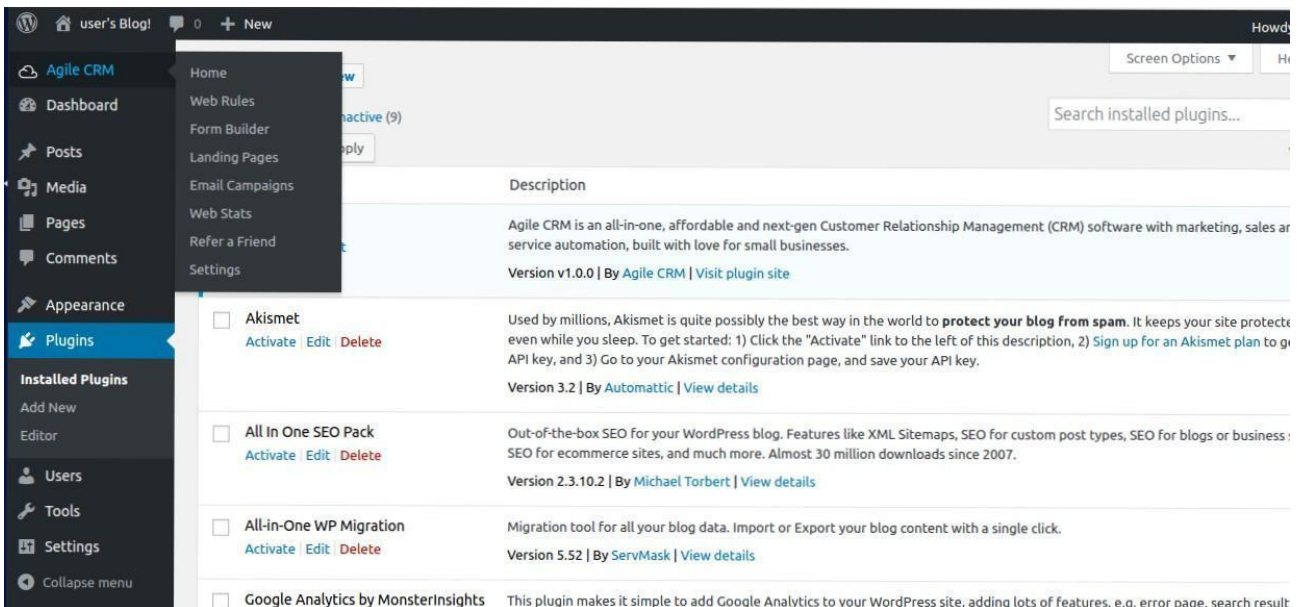 user's Blog! 0 + New
Howdy
Agile CRM
Dashboard
Posts
Media
Pages
Comments
Appearance
Plugins
Installed Plugins
Add New
Editor
Users
Tools
Settings
Collapse menu
Home
Web Rules
Form Builder
Landing Pages
Email Campaigns
Web Stats
Refer a Friend
Settings
Screen Options ▼
(9)
Search installed plugins...
Description
Agile CRM is an all-in-one, affordable and next-gen Customer Relationship Management (CRM) software with marketing, sales
service automation, built with love for small businesses.
Version v1.0.0 | By Agile CRM | Visit plugin site
Akismet
Activate | Edit | Delete
Used by millions, Akismet is quite possibly the best way in the world to protect your blog from spam. It keeps your site protecte
even while you sleep. To get started: 1) Click the "Activate" link to the left of this description, 2) Sign up for an Akismet plan to
API key, and 3) Go to your Akismet configuration page, and save your API key.
Version 3.2 | By Automattic | View details
All In One SEO Pack
Activate | Edit | Delete
Out-of-the-box SEO for your WordPress blog. Features like XML Sitemaps, SEO for custom post types, SEO for blogs or business
SEO for ecommerce sites, and much more. Almost 30 million downloads since 2007.
Version 2.3.10.2 | By Michael Torbert | View details
All-in-One WP Migration
Activate | Edit | Delete
Migration tool for all your blog data. Import or Export your blog content with a single click.
Version 5.52 | By ServMask | View details
Google Analytics by MonsterInsights
This plugin makes it simple to add Google Analytics to your WordPress site, adding lots of features, e.g. error page, search result